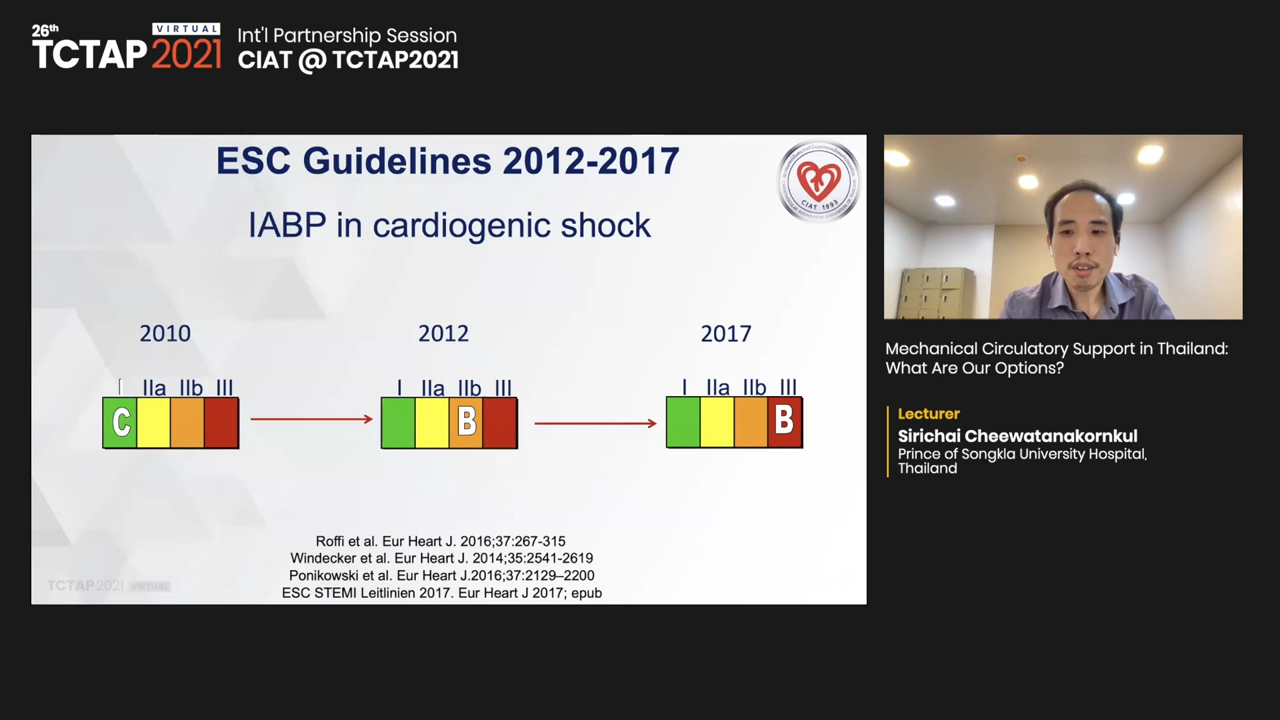 26th
VIRTUAL
TCTAP 2021
Int'l Partnership Session
CIAT @ TCTAP2021
ESC Guidelines 2012-2017
CIAT 1993
IABP in cardiogenic shock
2010
2012
2017
I IIa IIb III
I IIa IIb III
I IIa IIb III
C
B
B
Roffi et al. Eur Heart J. 2016;37:267-315
Windecker et al. Eur Heart J. 2014;35:2541-2619
Ponikowski et al. Eur Heart J.2016;37:2129–2200
ESC STEMI Leitlinien 2017. Eur Heart J 2017; epub
TCTAP 2021 VIRTUAL
Mechanical Circulatory Support in Thailand:
What Are Our Options?
Lecturer
Sirichai Cheewatanakornkul
Prince of Songkla University Hospital,
Thailand